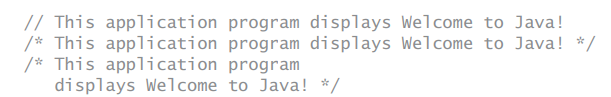 // This application program displays Welcome to Java!
/* This application program displays Welcome to Java! */
/* This application program
   displays Welcome to Java! */